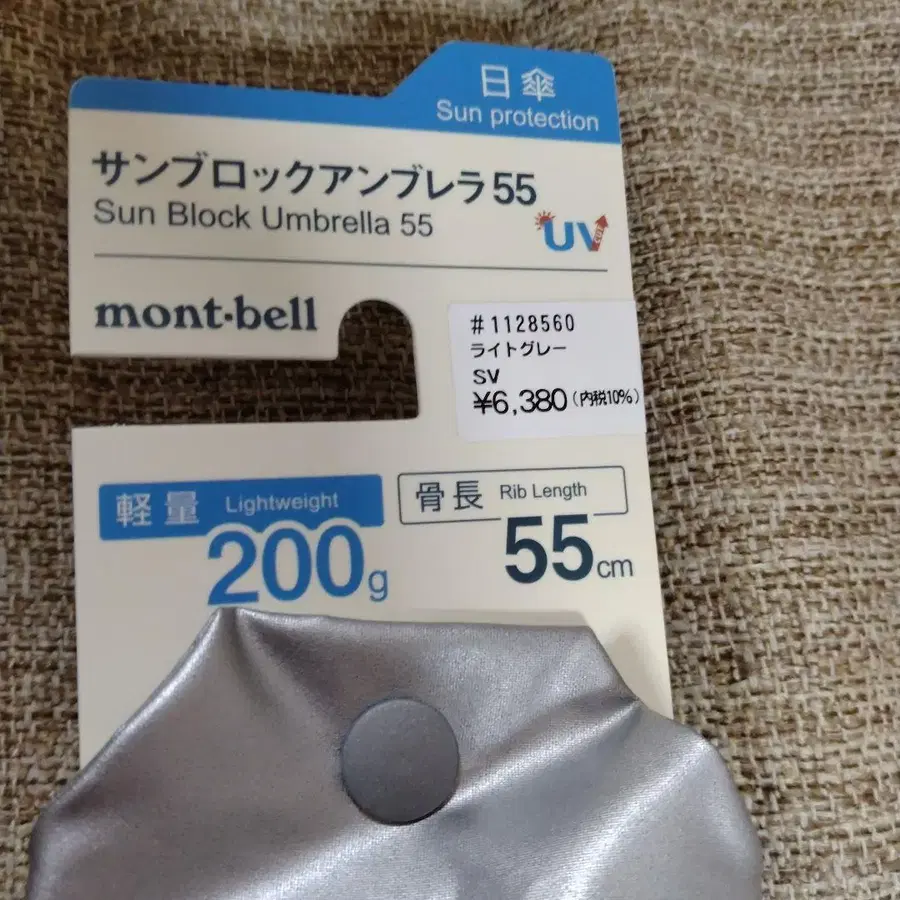 日傘
Sun protection
サンブロックアンブレラ55
Sun Block Umbrella 55
UV
mont·bell
#1128560
ライトグレー
SV
¥6,380(内税10%)
軽量 Lightweight
200g
骨長 Rib Length
55cm